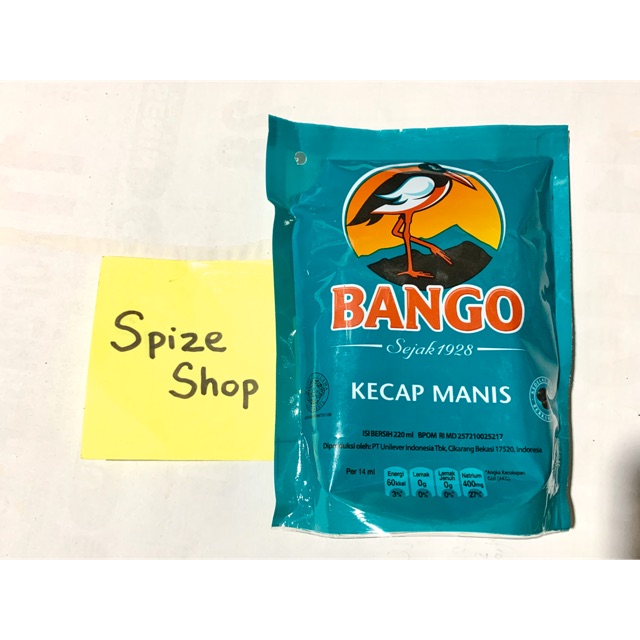 Spize
Shop
BANGO
Sejak 1928
KECAP MANIS
ISI BERSIH 220 ml BPOM RI MD 257210025217
Diproduksi oleh: PT Unilever Indonesia Tbk, Cikarang Bekasi 17520, Indonesia
Per 14 ml
Energi 60kkal 3%
Lemak 0g 0%
Lemak Jenuh 0g 0%
Natrium 400mg 27%